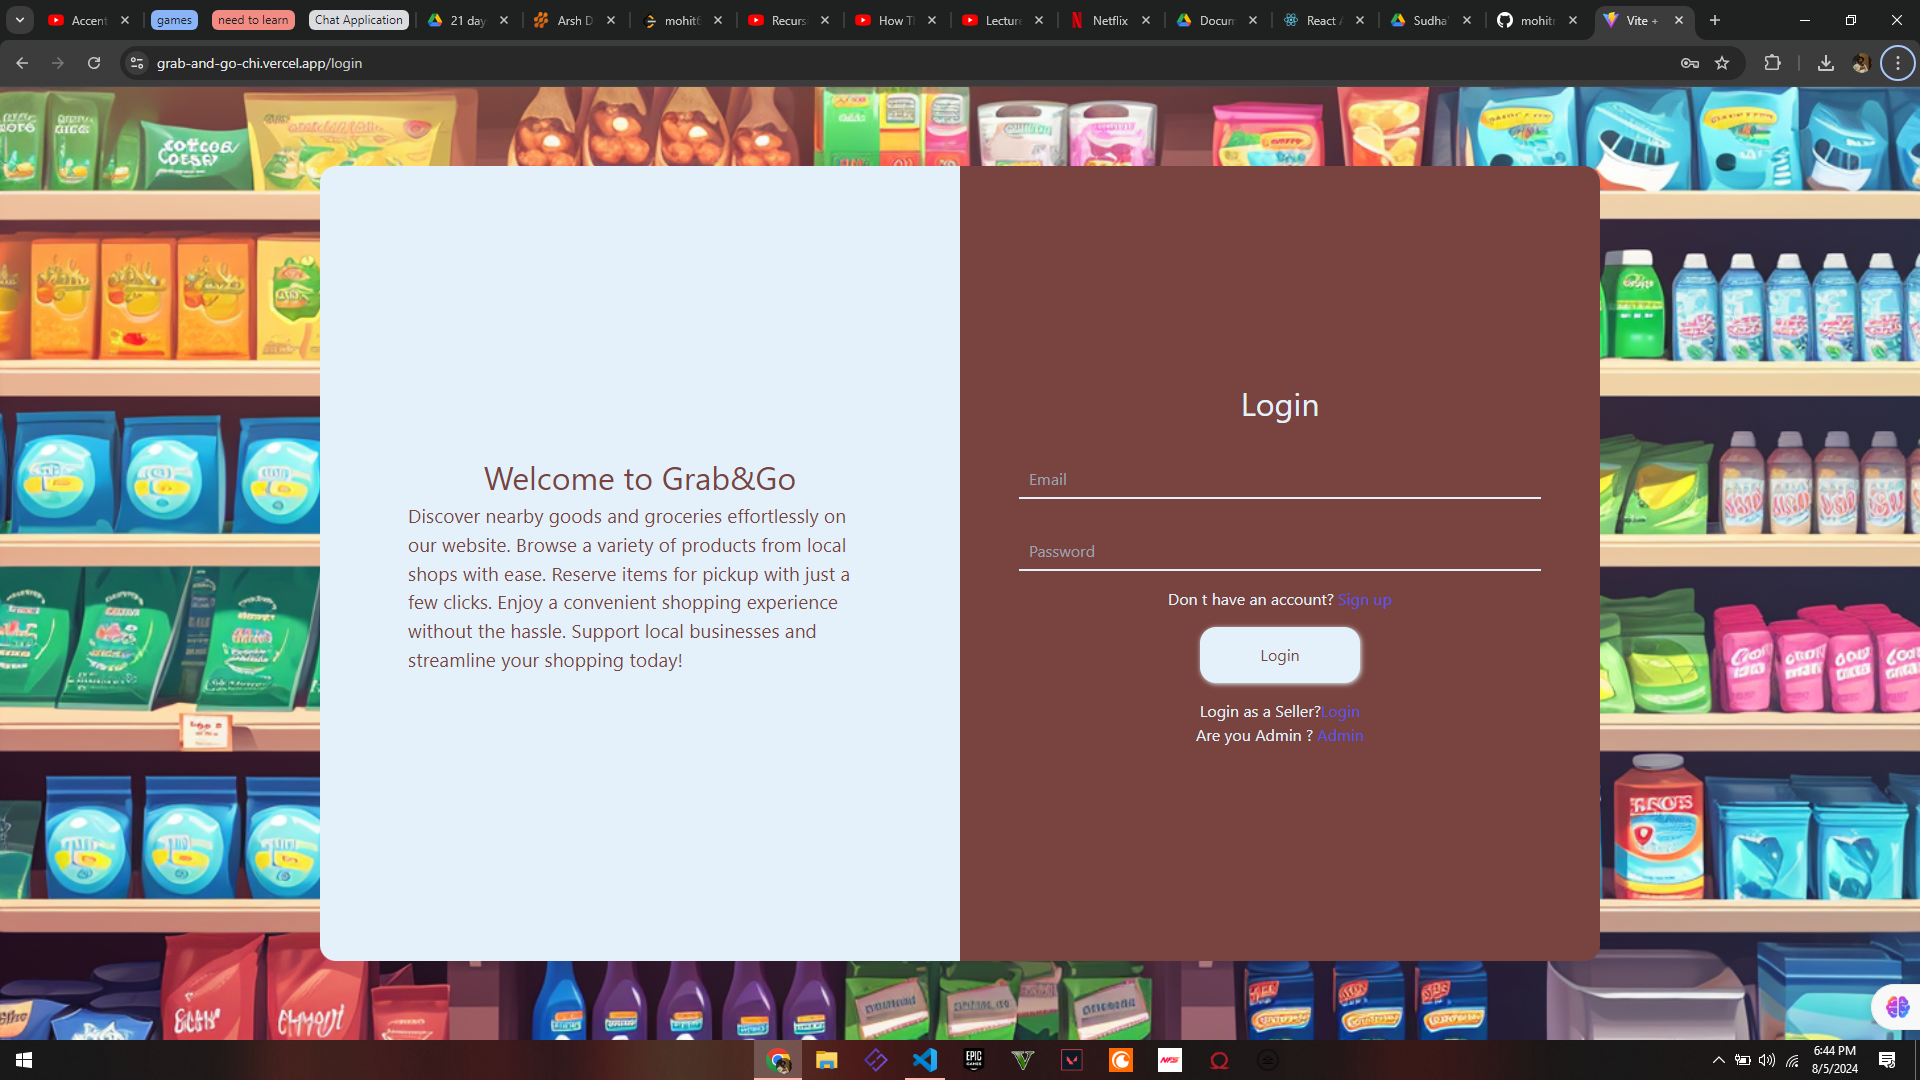 Accent
games
need to learn
Chat Application
21 day
Arsh D
mohit
Recurs
How T
Lecture
Netflix
Docum
React
Sudha
mohit
Vite +
grab-and-go-chi.vercel.app/login
Welcome to Grab&Go
Discover nearby goods and groceries effortlessly on
our website. Browse a variety of products from local
shops with ease. Reserve items for pickup with just a
few clicks. Enjoy a convenient shopping experience
without the hassle. Support local businesses and
streamline your shopping today!
Login
Email
Password
Don t have an account? Sign up
Login
Login as a Seller?Login
Are you Admin ? Admin
EPIC
GAMES
NFS
6:44 PM
8/5/2024